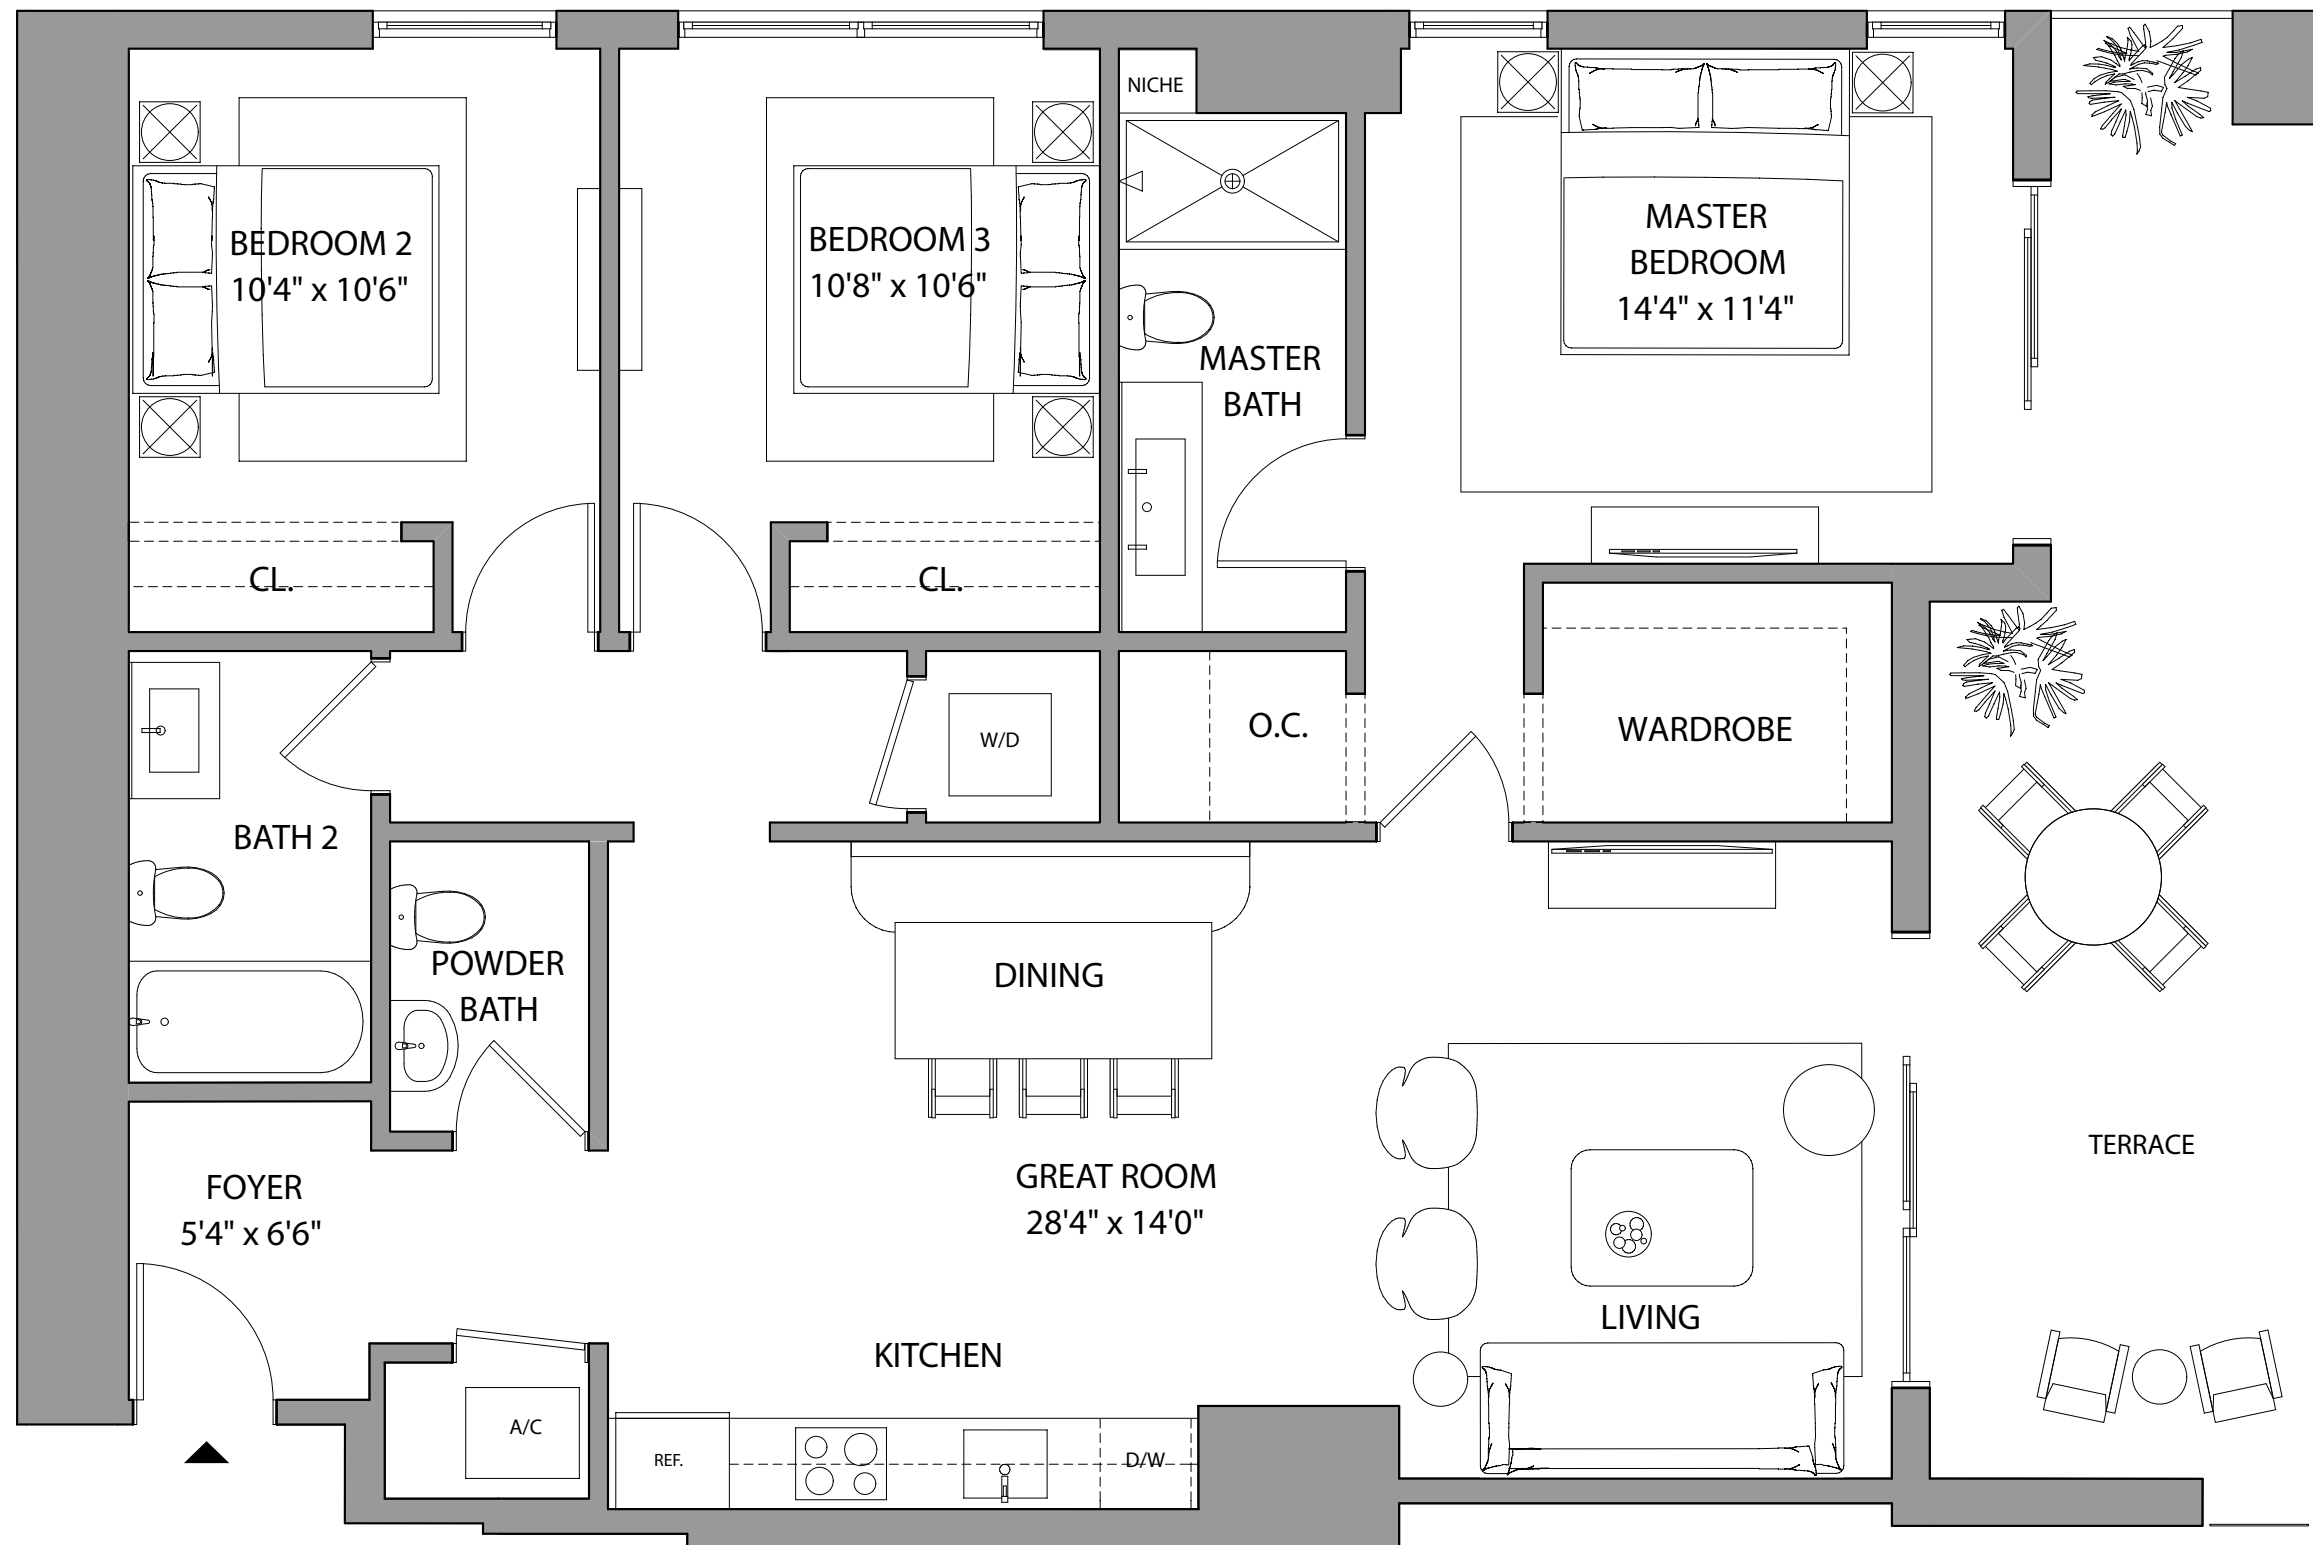 NICHE
BEDROOM 2
10'4" x 10'6"
BEDROOM 3
10'8" x 10'6"
MASTER
BATH
MASTER
BEDROOM
14'4" x 11'4"
CL.
CL.
W/D
O.C.
WARDROBE
BATH 2
POWDER
BATH
DINING
TERRACE
FOYER
5'4" x 6'6"
GREAT ROOM
28'4" x 14'0"
LIVING
KITCHEN
A/C
REF.
D/W